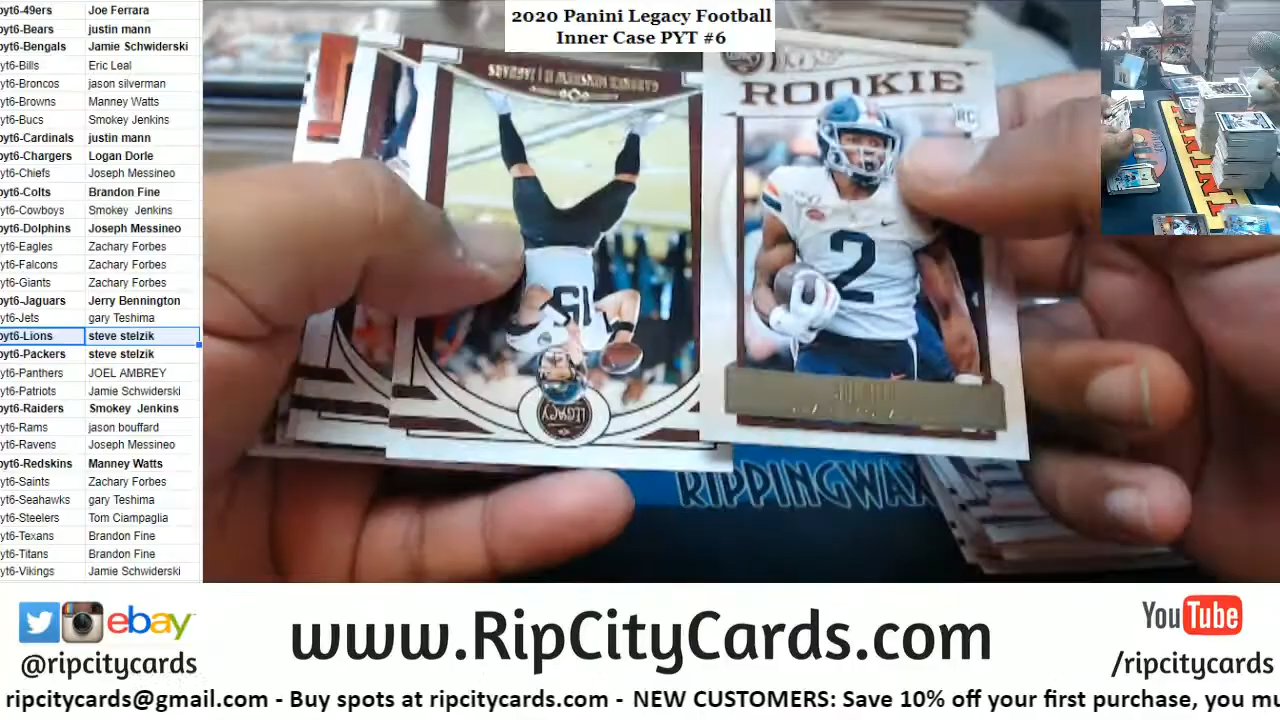 2020 Panini Legacy Football
Inner Case PYT #6
pyt6-49ers Joe Ferrara
pyt6-Bears justin mann
pyt6-Bengals Jamie Schwiderski
pyt6-Bills Eric Leal
pyt6-Broncos jason silverman
pyt6-Browns Manney Watts
pyt6-Bucs Smokey Jenkins
pyt6-Cardinals justin mann
pyt6-Chargers Logan Dorle
pyt6-Chiefs Joseph Messineo
pyt6-Colts Brandon Fine
pyt6-Cowboys Smokey Jenkins
pyt6-Dolphins Joseph Messineo
pyt6-Eagles Zachary Forbes
pyt6-Falcons Zachary Forbes
pyt6-Giants Zachary Forbes
pyt6-Jaguars Jerry Bennington
pyt6-Jets gary Teshima
pyt6-Lions steve stelzik
pyt6-Packers steve stelzik
pyt6-Panthers JOEL AMBREY
pyt6-Patriots Jamie Schwiderski
pyt6-Raiders Smokey Jenkins
pyt6-Rams jason bouffard
pyt6-Ravens Joseph Messineo
pyt6-Redskins Manney Watts
pyt6-Saints Zachary Forbes
pyt6-Seahawks gary Teshima
pyt6-Steelers Tom Ciampaglia
pyt6-Texans Brandon Fine
pyt6-Titans Brandon Fine
pyt6-Vikings Jamie Schwiderski
ROOKIE
RC
2
15
LEGACY
GARDNER MINSHEW II | JAGUARS
RIPPINGWAX
ebay
@ripcitycards
www.RipCityCards.com
YouTube
/ripcitycards
ripcitycards@gmail.com - Buy spots at ripcitycards.com - NEW CUSTOMERS: Save 10% off your first purchase, you mu